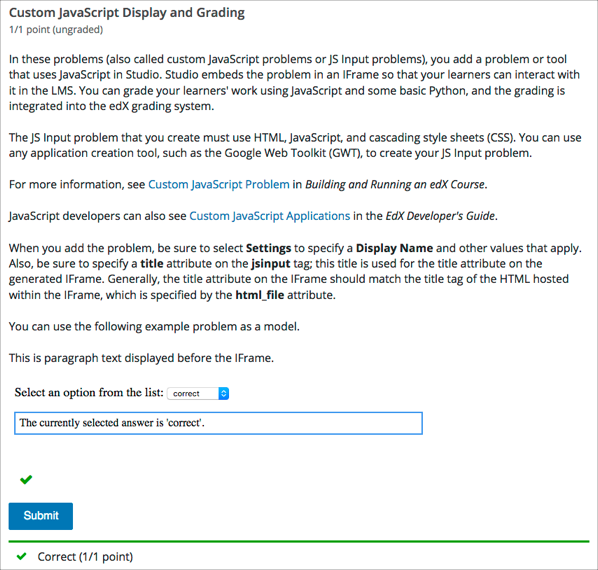 Custom JavaScript Display and Grading
1/1 point (ungraded)
In these problems (also called custom JavaScript problems or JS Input problems), you add a problem or tool
that uses JavaScript in Studio. Studio embeds the problem in an IFrame so that your learners can interact with
it in the LMS. You can grade your learners' work using JavaScript and some basic Python, and the grading is
integrated into the edX grading system.
The JS Input problem that you create must use HTML, JavaScript, and cascading style sheets (CSS). You can use
any application creation tool, such as the Google Web Toolkit (GWT), to create your JS Input problem.
For more information, see Custom JavaScript Problem in Building and Running an edX Course.
JavaScript developers can also see Custom JavaScript Applications in the EdX Developer's Guide.
When you add the problem, be sure to select Settings to specify a Display Name and other values that apply.
Also, be sure to specify a title attribute on the jsinput tag; this title is used for the title attribute on the
generated IFrame. Generally, the title attribute on the IFrame should match the title tag of the HTML hosted
within the IFrame, which is specified by the html_file attribute.
You can use the following example problem as a model.
This is paragraph text displayed before the IFrame.
Select an option from the list: correct
The currently selected answer is 'correct'.
Submit
Correct (1/1 point)